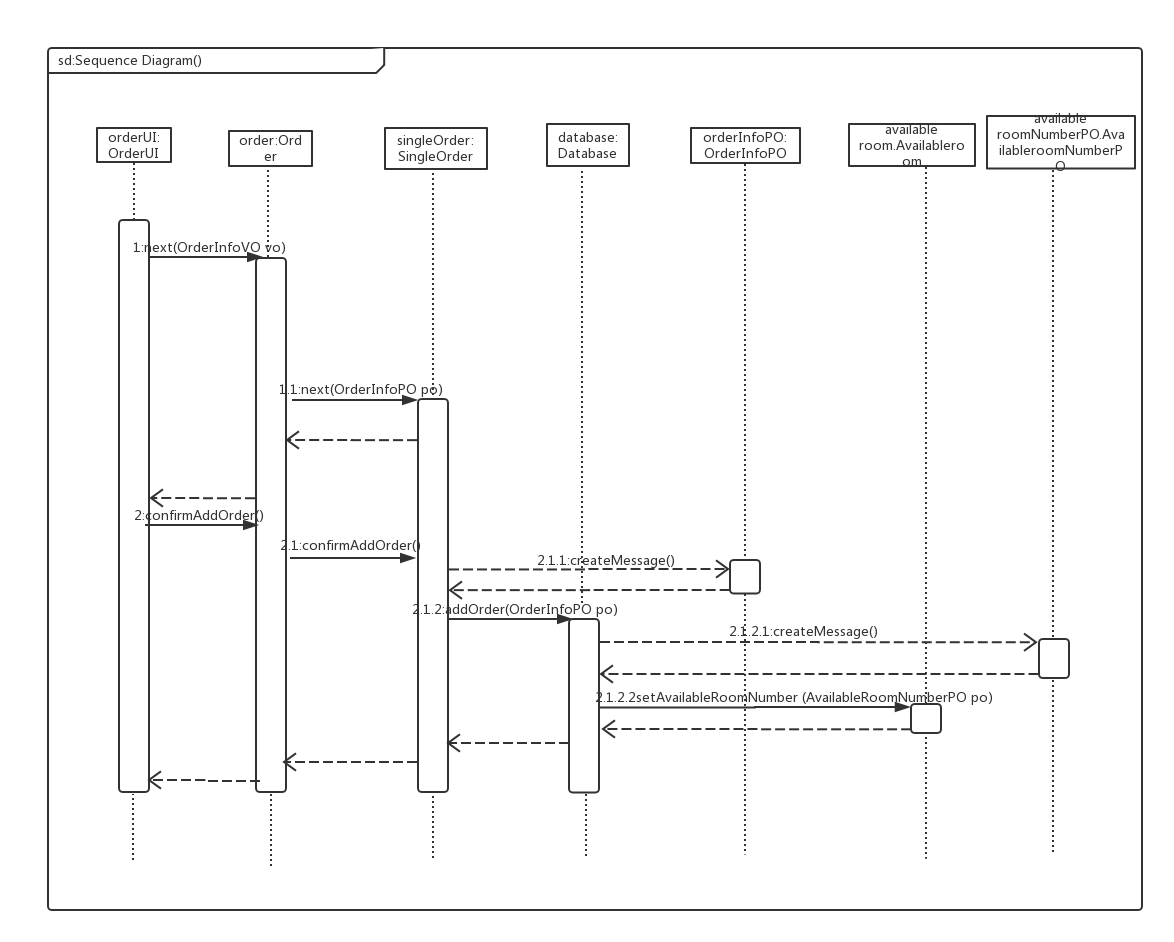 sd:Sequence Diagram()
orderUI:
OrderUI
order:Ord
er
singleOrder:
SingleOrder
database:
Database
orderInfoPO:
OrderInfoPO
available
room.Availablero
om
available
roomNumberPO.Ava
ilableroomNumberP
O
1:next(OrderInfoVO vo)
1.1:next(OrderInfoPO po)
2:confirmAddOrder()
2.1:confirmAddOrder()
2.1.1:createMessage()
2.1.2:addOrder(OrderInfoPO po)
2.1.2.1:createMessage()
2.1.2.2setAvailableRoomNumber (AvailableRoomNumberPO po)